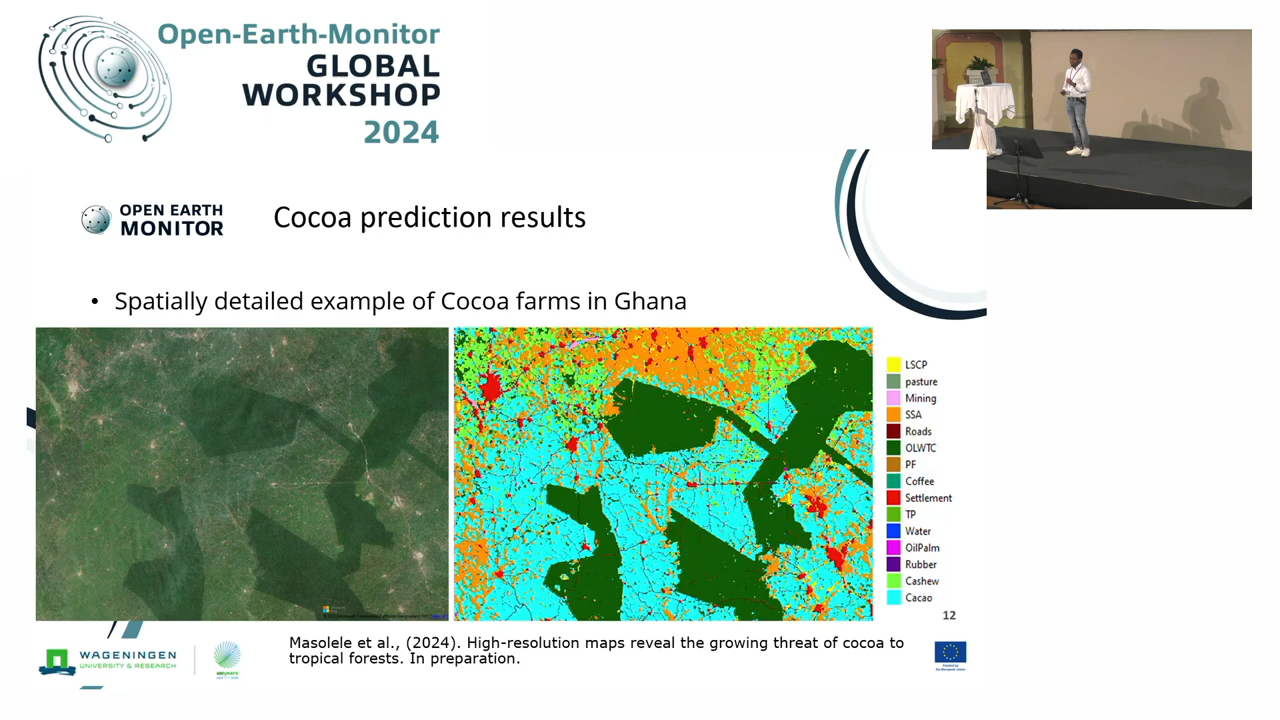 Open-Earth-Monitor
GLOBAL
WORKSHOP
2024
OPEN EARTH
MONITOR
Cocoa prediction results
• Spatially detailed example of Cocoa farms in Ghana
LSCP
pasture
Mining
SSA
Roads
OLWTC
PF
Coffee
Settlement
TP
Water
OilPalm
Rubber
Cashew
Cacao
12
Masolele et al., (2024). High-resolution maps reveal the growing threat of cocoa to
tropical forests. In preparation.
WAGENINGEN
UNIVERSITY & RESEARCH